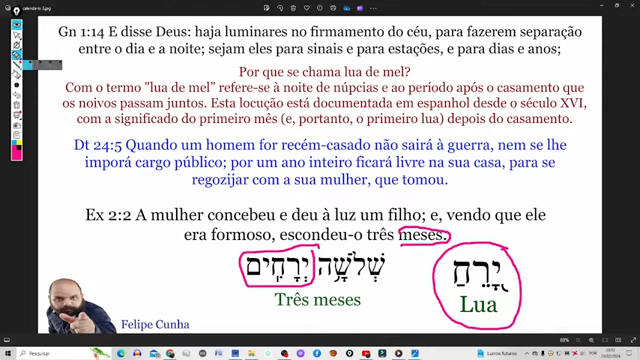 calendario 2.jpg
Gn 1:14 E disse Deus: haja luminares no firmamento do céu, para fazerem separação
entre o dia e a noite; sejam eles para sinais e para estações, e para dias e anos;
Por que se chama lua de mel?
Com o termo "lua de mel” refere-se à noite de núpcias e ao período após o casamento que
os noivos passam juntos. Esta locução está documentada em espanhol desde o século XVI,
com a significado do primeiro mês (e, portanto, o primeiro lua) depois do casamento.
Dt 24:5 Quando um homem for recém-casado não sairá à guerra, nem se lhe
imporá cargo público; por um ano inteiro ficará livre na sua casa, para se
regozijar com a sua mulher, que tomou.
Ex 2:2 A mulher concebeu e deu à luz um filho; e, vendo que ele
era formoso, escondeu-o três meses.
שְׁלֹשָׁ֥ה יְרָחִֽים
Três meses
יָרֵחַ
Lua
Felipe Cunha
Pesquisar